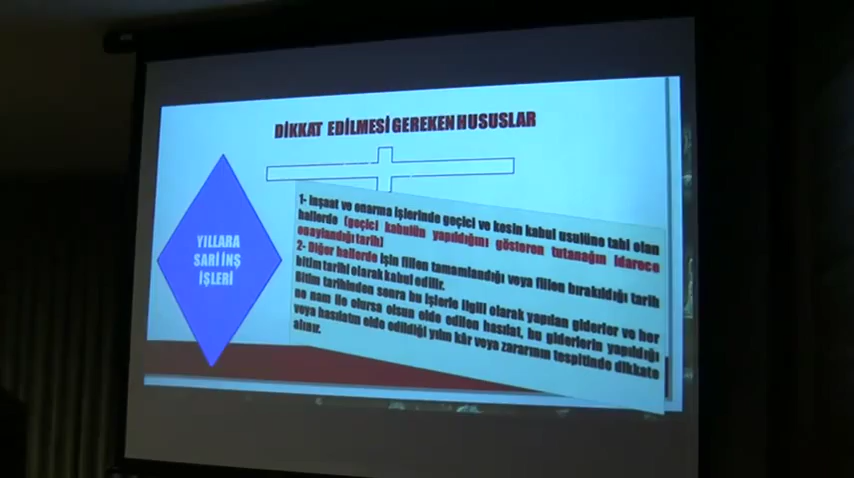 DİKKAT EDİLMESİ GEREKEN HUSUSLAR
YILLARA
SARİ İNŞ
İŞLERİ
1- İnşaat ve onarma işlerinde geçici ve kesin kabul usulüne tabi olan
hallerde (geçici kabulün yapıldığını gösteren tutanağın idarece
onaylandığı tarih)
2- Diğer hallerde işin fiilen tamamlandığı veya fiilen bırakıldığı tarih
bitim tarihi olarak kabul edilir.
Bitim tarihinden sonra bu işlerle ilgili olarak yapılan giderler ve her
ne nam ile olursa olsun elde edilen hasılat, bu giderlerin yapıldığı
veya hasılatın elde edildiği yılın kâr veya zararının tespitinde dikkate
alınır.